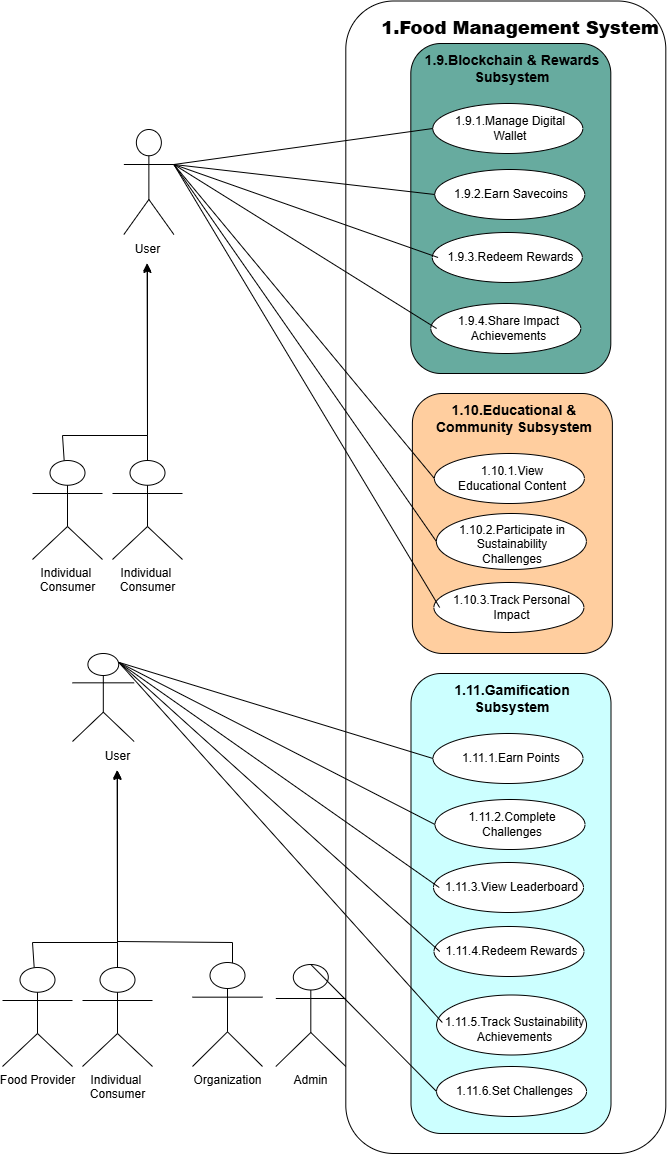 1.Food Management System
1.9.Blockchain & Rewards
Subsystem
1.9.1.Manage Digital
Wallet
1.9.2.Earn Savecoins
1.9.3.Redeem Rewards
1.9.4.Share Impact
Achievements
User
Individual
Consumer
Individual
Consumer
1.10.Educational &
Community Subsystem
1.10.1.View
Educational Content
1.10.2.Participate in
Sustainability
Challenges
1.10.3.Track Personal
Impact
User
Food Provider
Individual
Consumer
Organization
Admin
1.11.Gamification
Subsystem
1.11.1.Earn Points
1.11.2.Complete
Challenges
1.11.3.View Leaderboard
1.11.4.Redeem Rewards
1.11.5.Track Sustainability
Achievements
1.11.6.Set Challenges